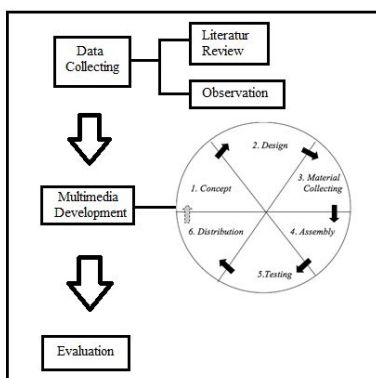 Data
Collecting
Literatur
Review
Observation
Multimedia
Development
1. Concept
2. Design
3. Material
Collecting
4. Assembly
5.Testing
6. Distribution
Evaluation